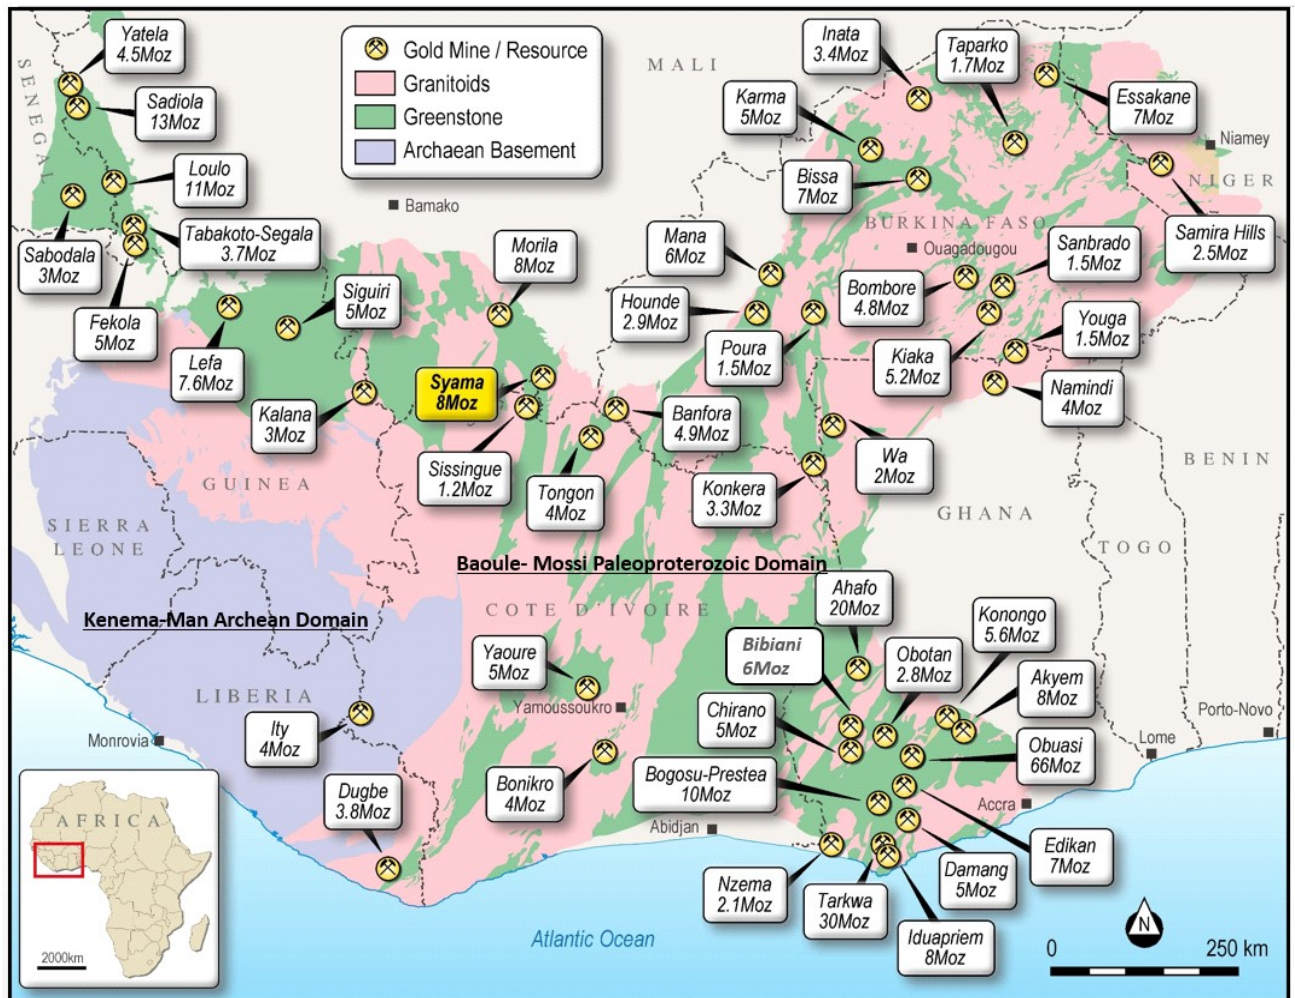 Yatela
4.5Moz
Sadiola
13Moz
SENEGAL
Loulo
11Moz
Sabodala
3Moz
Tabakoto-Segala
3.7Moz
Fekola
5Moz
Gold Mine / Resource
Granitoids
Greenstone
Archaean Basement
MALI
Bamako
Inata
3.4Moz
Taparko
1.7Moz
Essakane
7Moz
Karma
5Moz
Niamey
NIGER
Bissa
7Moz
BURKINA FASO
Ouagadougou
Samira Hills
2.5Moz
Sanbrado
1.5Moz
Mana
6Moz
Morila
8Moz
Siguiri
5Moz
Bombore
4.8Moz
Hounde
2.9Moz
Youga
1.5Moz
Lefa
7.6Moz
Poura
1.5Moz
Kiaka
5.2Moz
Syama
8Moz
Namindi
4Moz
Kalana
3Moz
Banfora
4.9Moz
Wa
2Moz
Sissingue
1.2Moz
Tongon
4Moz
Konkera
3.3Moz
BENIN
GUINEA
GHANA
SIERRA
LEONE
TOGO
Baoule- Mossi Paleoproterozoic Domain
Ahafo
20Moz
COTE D'IVOIRE
Kenema-Man Archean Domain
Konongo
5.6Moz
Bibiani
6Moz
Obotan
2.8Moz
Yaoure
5Moz
Akyem
8Moz
LIBERIA
Yamoussoukro
Chirano
5Moz
Porto-Novo
Ity
4Moz
Monrovia
Lome
Obuasi
66Moz
Bogosu-Prestea
10Moz
Bonikro
4Moz
Dugbe
3.8Moz
Accra
Abidjan
AFRICA
2000km
Edikan
7Moz
Damang
5Moz
Nzema
2.1Moz
Tarkwa
30Moz
Iduapriem
8Moz
Atlantic Ocean
N
0 250 km